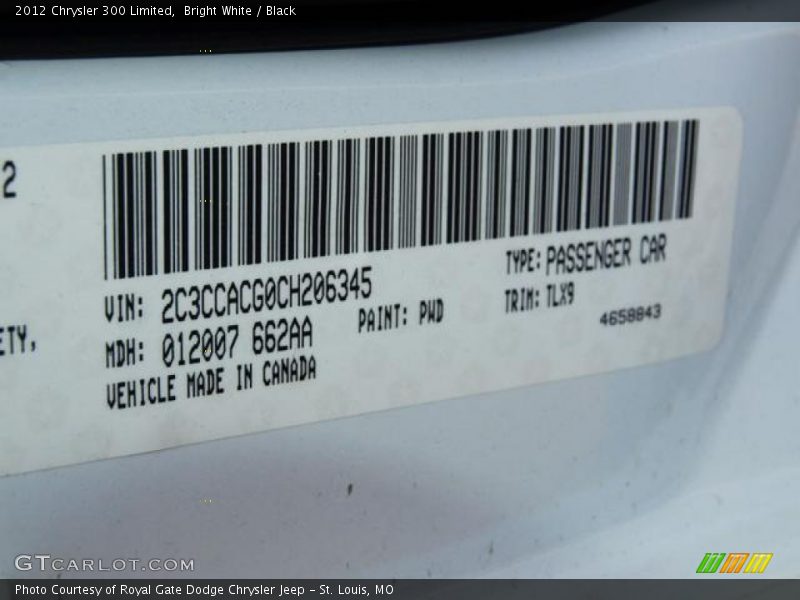 2012 Chrysler 300 Limited, Bright White / Black
2
ETY,
VIN: 2C3CCACG0CH206345
TYPE: PASSENGER CAR
MDH: 012007 662AA
PAINT: PWD
TRIM: TLX9
4658843
VEHICLE MADE IN CANADA
GTCARLOT.COM
Photo Courtesy of Royal Gate Dodge Chrysler Jeep – St. Louis, MO